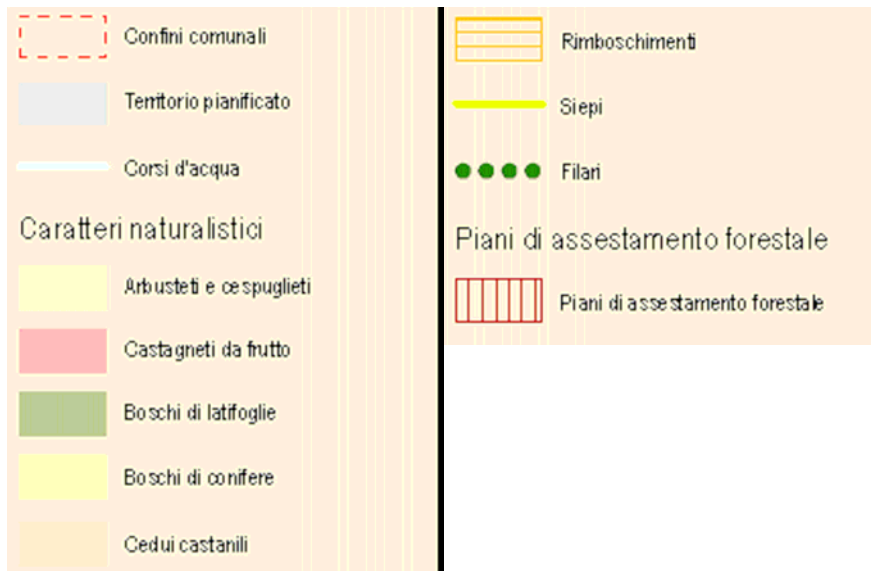 Confini comunali
Territorio pianificato
Corsi d'acqua
Caratteri naturalistici
Arbusteti e cespuglieti
Castagneti da frutto
Boschi di latifoglie
Boschi di conifere
Cedui castanili
Rimboschimenti
Siepi
Filari
Piani di assestamento forestale
Piani di assestamento forestale